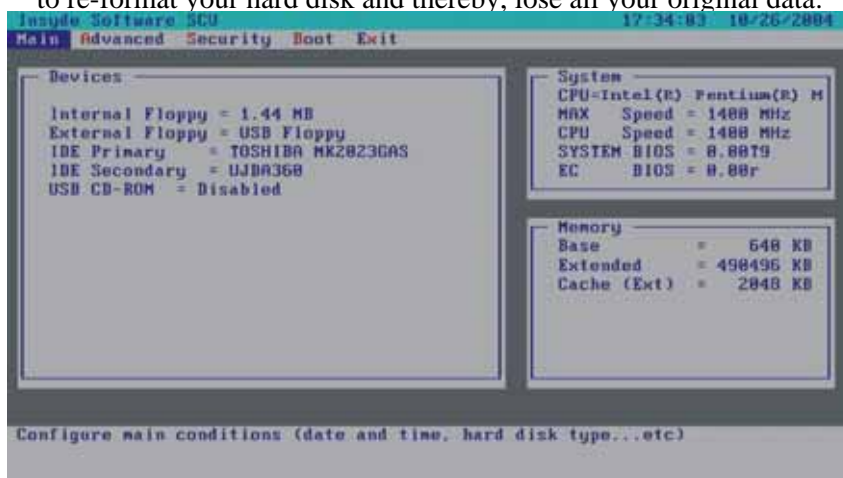 to re-format your hard disk and thereby, lose all your original data.
Insyde Software SCU 17:34:03 10/26/2004
Main Advanced Security Boot Exit
Devices
Internal Floppy = 1.44 MB
External Floppy = USB Floppy
IDE Primary = TOSHIBA MK2023GAS
IDE Secondary = UJDA360
USB CD-ROM = Disabled
System
CPU=Intel(R) Pentium(R) M
MAX Speed = 1400 MHz
CPU Speed = 1400 MHz
SYSTEM BIOS = 0.00T9
EC BIOS = 0.00r
Memory
Base = 640 KB
Extended = 490496 KB
Cache (Ext) = 2048 KB
Configure main conditions (date and time, hard disk type...etc)